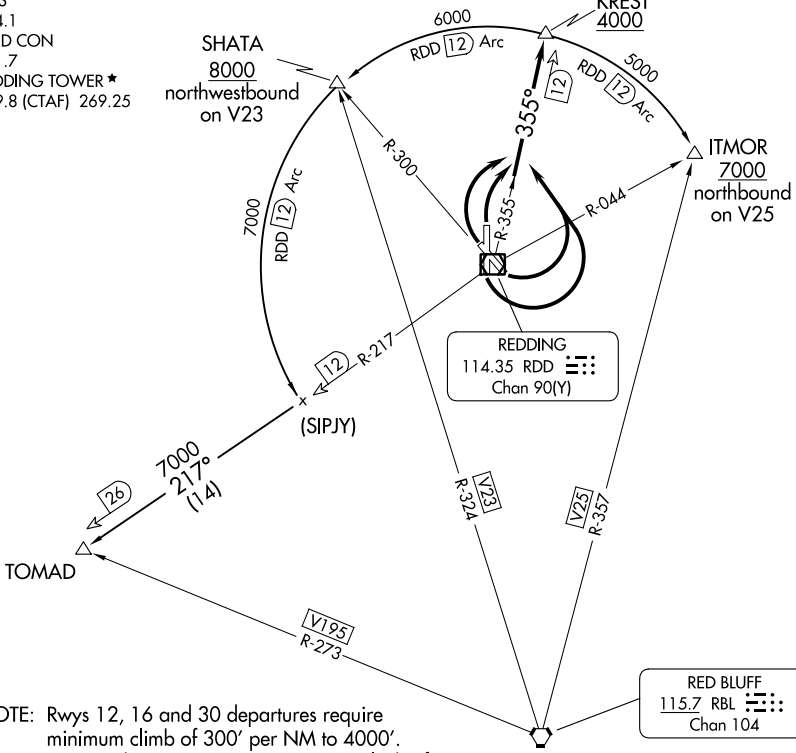 4.1
D CON
.7
DDING TOWER ★
9.8 (CTAF) 269.25
SHATA
8000
northwestbound
on V23
6000
RDD 12 Arc
KREST
4000
5000
RDD 12 Arc
ITMOR
7000
northbound
on V25
12
355°
R-300
R-355
R-044
7000
RDD 12 Arc
REDDING
114.35 RDD
Chan 90(Y)
12
R-217
(SIPJY)
7000
217°
(14)
26
TOMAD
V23
R-324
V25
R-357
V195
R-273
RED BLUFF
115.7 RBL
Chan 104
OTE: Rwys 12, 16 and 30 departures require
minimum climb of 300' per NM to 4000'.